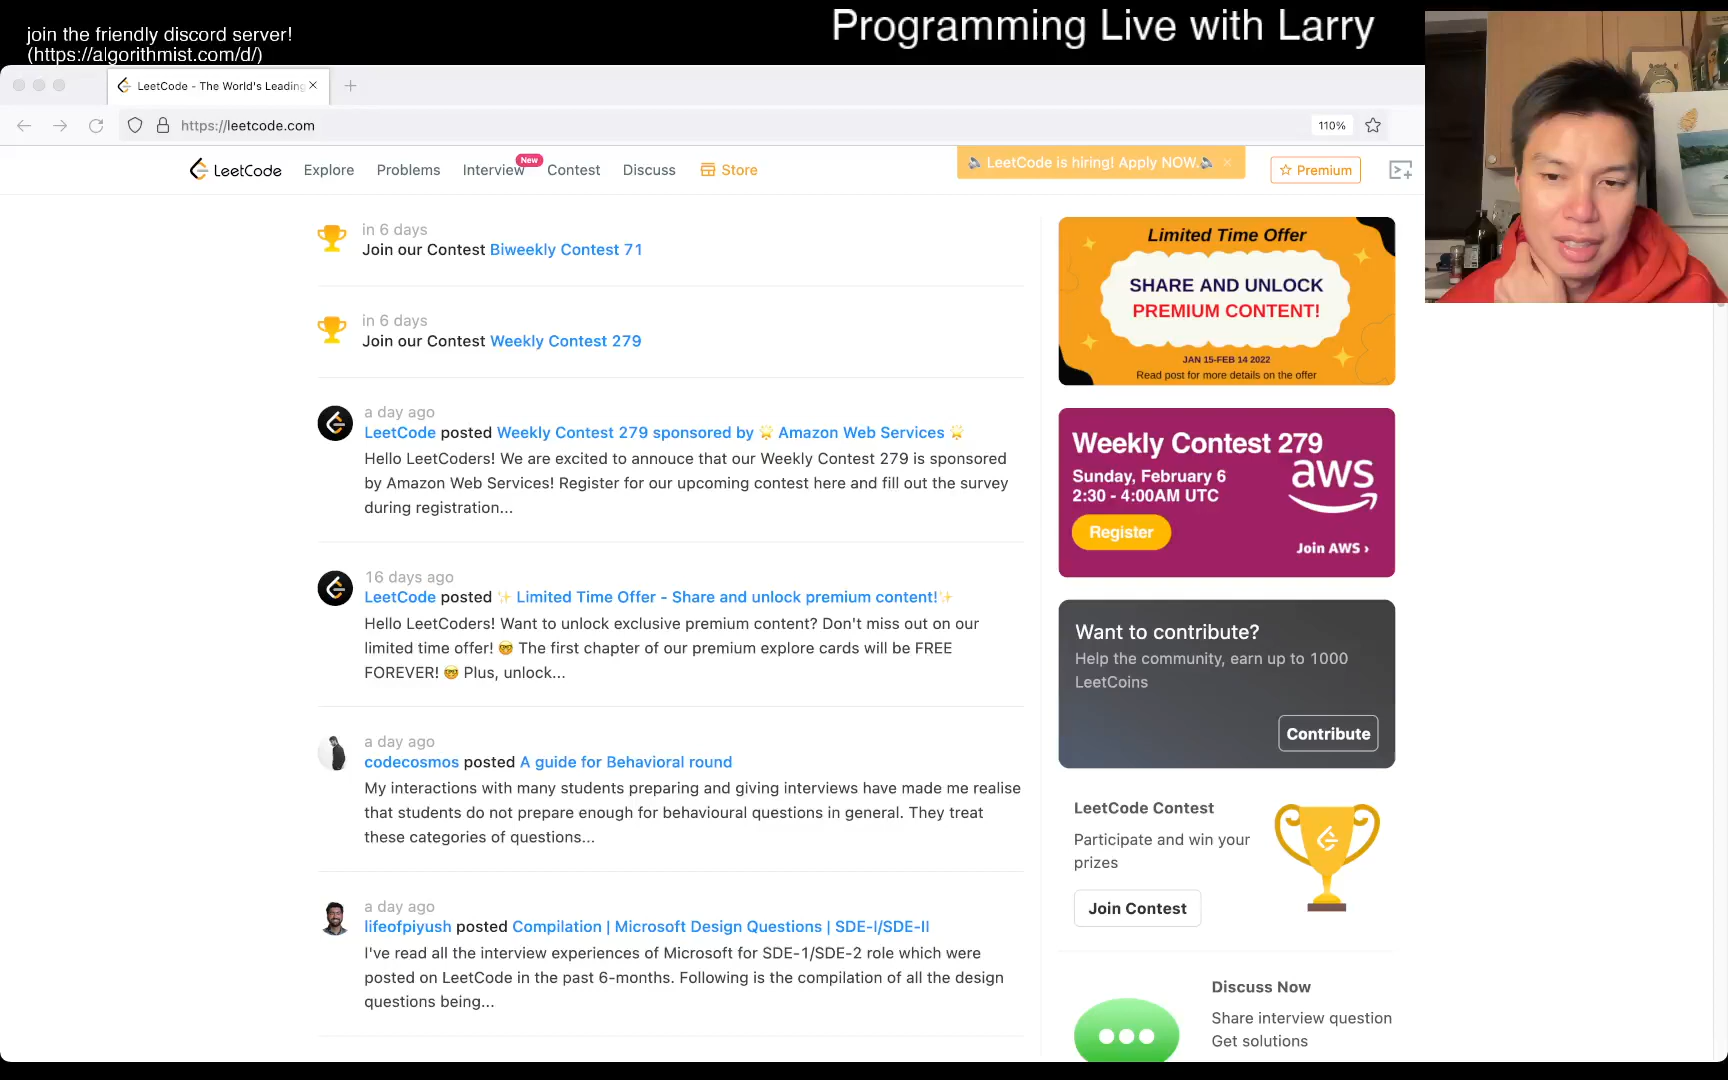 join the friendly discord server!
(https://algorithmist.com/d/)
Programming Live with Larry
LeetCode - The World's Leading
https://leetcode.com
110%
LeetCode
Explore
Problems
Interview
New
Contest
Discuss
Store
LeetCode is hiring! Apply NOW.
Premium
in 6 days
Join our Contest Biweekly Contest 71
in 6 days
Join our Contest Weekly Contest 279
a day ago
LeetCode posted Weekly Contest 279 sponsored by 🌟 Amazon Web Services 🌟
Hello LeetCoders! We are excited to annouce that our Weekly Contest 279 is sponsored
by Amazon Web Services! Register for our upcoming contest here and fill out the survey
during registration...
16 days ago
LeetCode posted ✨ Limited Time Offer - Share and unlock premium content!✨
Hello LeetCoders! Want to unlock exclusive premium content? Don't miss out on our
limited time offer! 🤓 The first chapter of our premium explore cards will be FREE
FOREVER! 🤓 Plus, unlock...
a day ago
codecosmos posted A guide for Behavioral round
My interactions with many students preparing and giving interviews have made me realise
that students do not prepare enough for behavioural questions in general. They treat
these categories of questions...
a day ago
lifeofpiyush posted Compilation | Microsoft Design Questions | SDE-I/SDE-II
I've read all the interview experiences of Microsoft for SDE-1/SDE-2 role which were
posted on LeetCode in the past 6-months. Following is the compilation of all the design
questions being...
Limited Time Offer
SHARE AND UNLOCK
PREMIUM CONTENT!
JAN 15-FEB 14 2022
Read post for more details on the offer
Weekly Contest 279
Sunday, February 6
2:30 - 4:00AM UTC
aws
Register
Join AWS ›
Want to contribute?
Help the community, earn up to 1000
LeetCoins
Contribute
LeetCode Contest
Participate and win your
prizes
Join Contest
Discuss Now
Share interview question
Get solutions